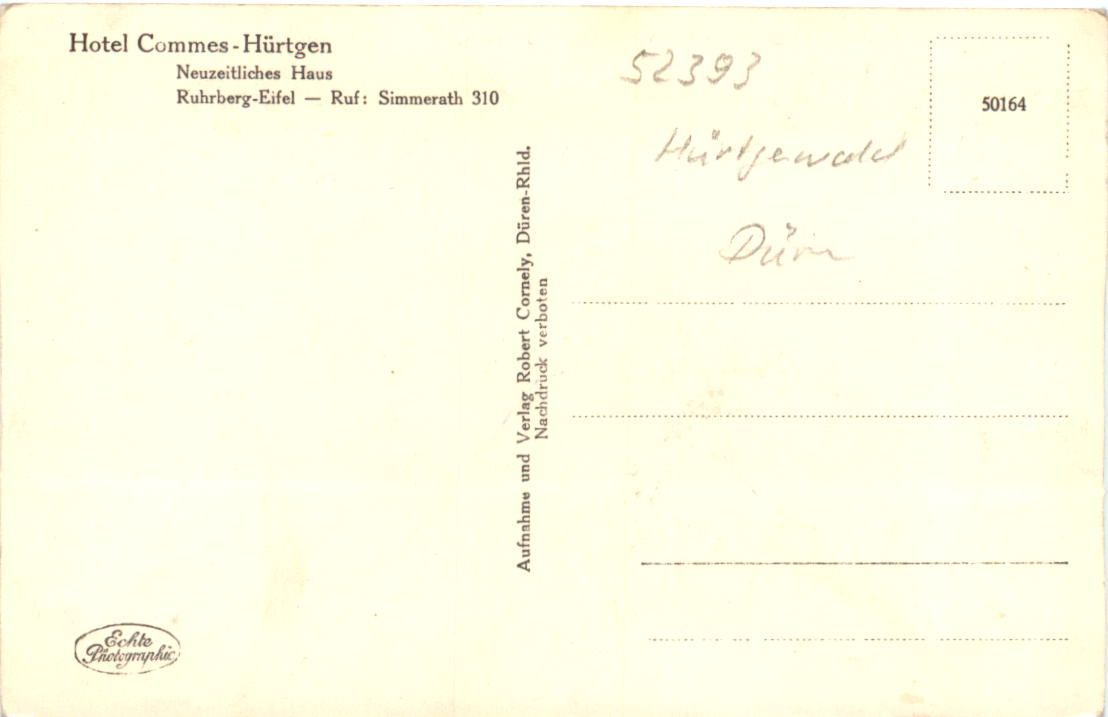 Hotel Commes-Hürtgen
Neuzeitliches Haus
Ruhrberg-Eifel — Ruf: Simmerath 310
Aufnahme und Verlag Robert Cornely, Düren-Rhld.
Nachdruck verboten
52393
Hürtgewald
Düren
50164
Echte
Photographie